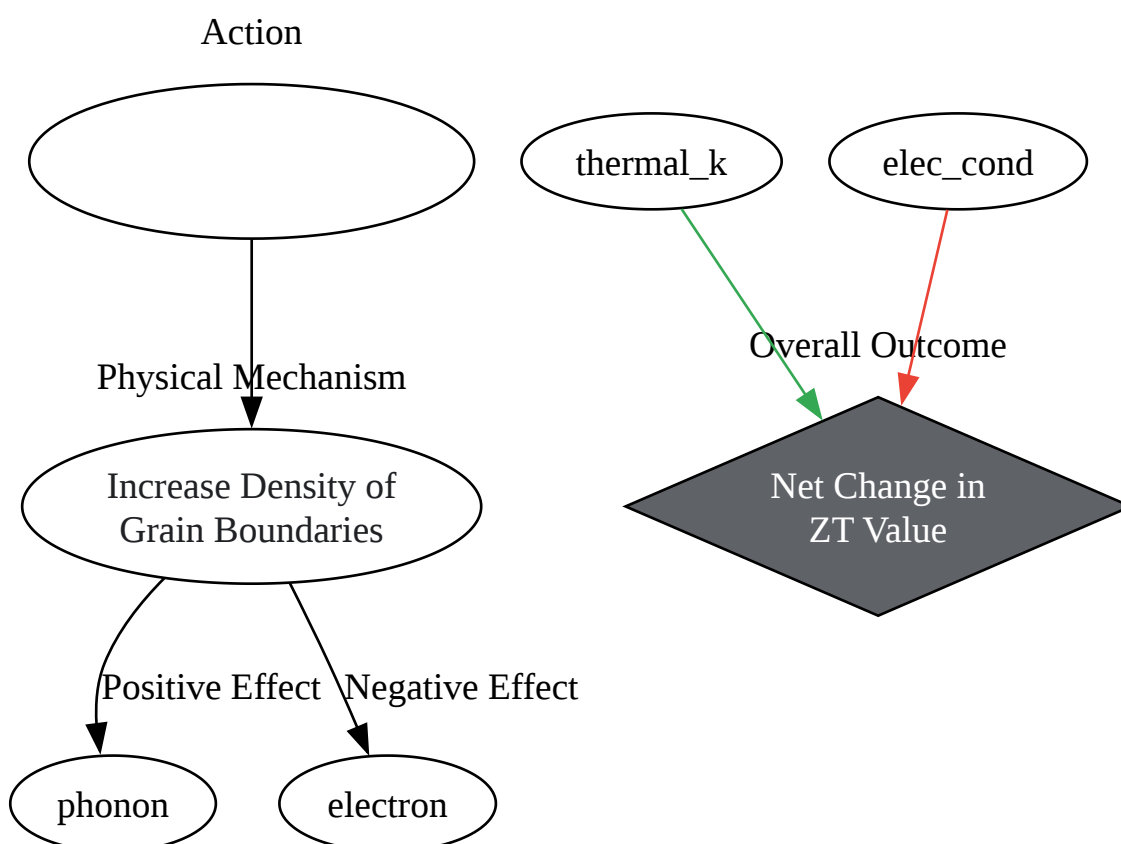 Action
thermal_k
elec_cond
Overall Outcome
Physical Mechanism
Increase Density of
Grain Boundaries
Net Change in
ZT Value
Positive Effect
Negative Effect
phonon
electron